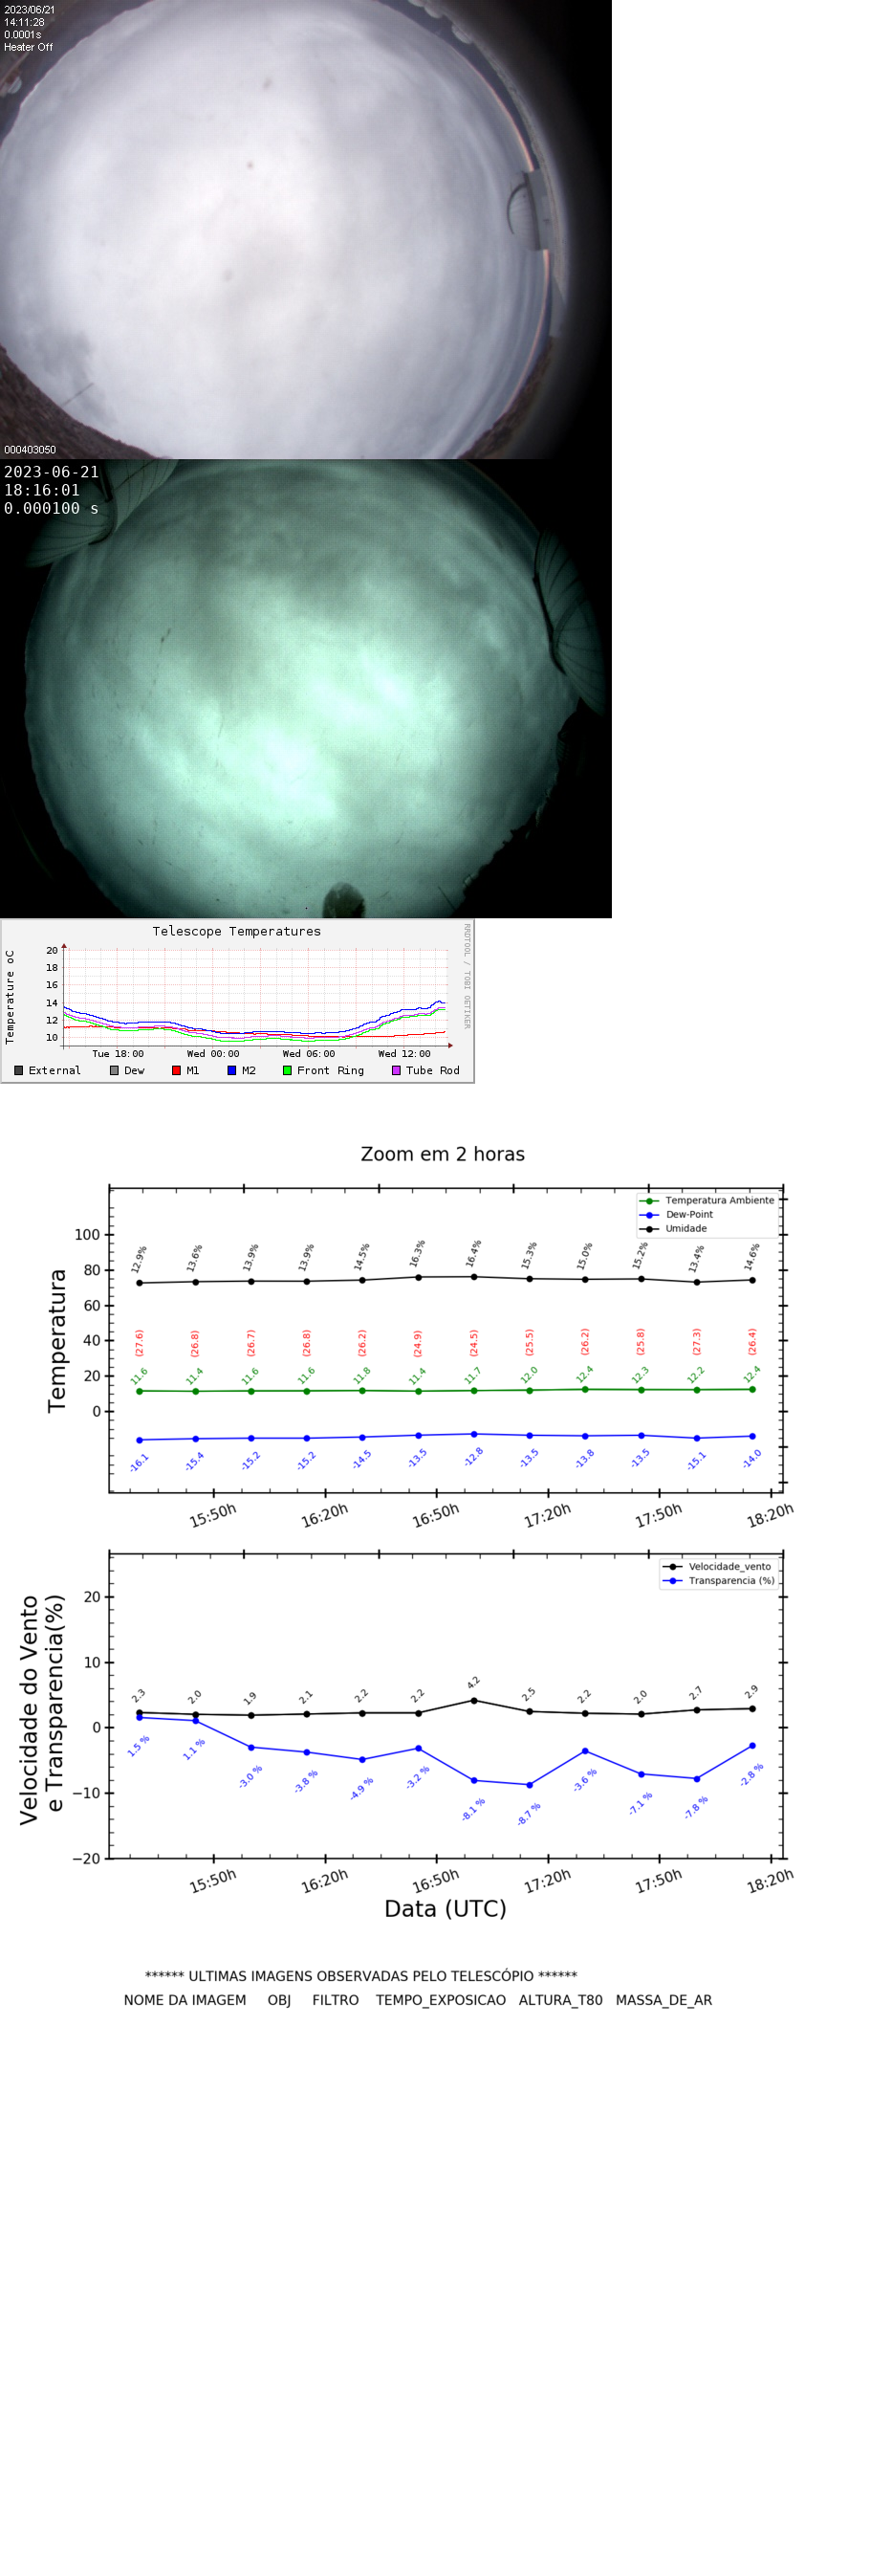 2023/06/21
14:11:28
0.0001s
Heater Off
000403050
2023-06-21
18:16:01
0.000100 s
Telescope Temperatures
RRDTOOL / TOBI OETIKER
Temperature oC
20
18
16
14
12
10
Tue 18:00 Wed 00:00 Wed 06:00 Wed 12:00
External Dew M1 M2 Front Ring Tube Rod
Zoom em 2 horas
Temperatura
Temperatura Ambiente
Dew-Point
Umidade
100
80
60
40
20
0
12.9% 13.6% 13.9% 13.9% 14.5% 16.3% 16.4% 15.3% 15.0% 15.2% 13.4% 14.6%
(27.6) (26.8) (26.7) (26.8) (26.2) (24.9) (24.5) (25.5) (26.2) (25.8) (27.3) (26.4)
11.6 11.4 11.6 11.6 11.8 11.4 11.7 12.0 12.4 12.3 12.2 12.4
-16.1 -15.4 -15.2 -15.2 -14.5 -13.5 -12.8 -13.5 -13.8 -13.5 -15.1 -14.0
15:50h 16:20h 16:50h 17:20h 17:50h 18:20h
Velocidade do Vento
e Transparencia(%)
Velocidade_vento
Transparencia (%)
20
10
0
−10
−20
2.3 2.0 1.9 2.1 2.2 2.2 4.2 2.5 2.2 2.0 2.7 2.9
1.5 % 1.1 % -3.0 % -3.8 % -4.9 % -3.2 % -8.1 % -8.7 % -3.6 % -7.1 % -7.8 % -2.8 %
15:50h 16:20h 16:50h 17:20h 17:50h 18:20h
Data (UTC)
****** ULTIMAS IMAGENS OBSERVADAS PELO TELESCÓPIO ******
NOME DA IMAGEM OBJ FILTRO TEMPO_EXPOSICAO ALTURA_T80 MASSA_DE_AR